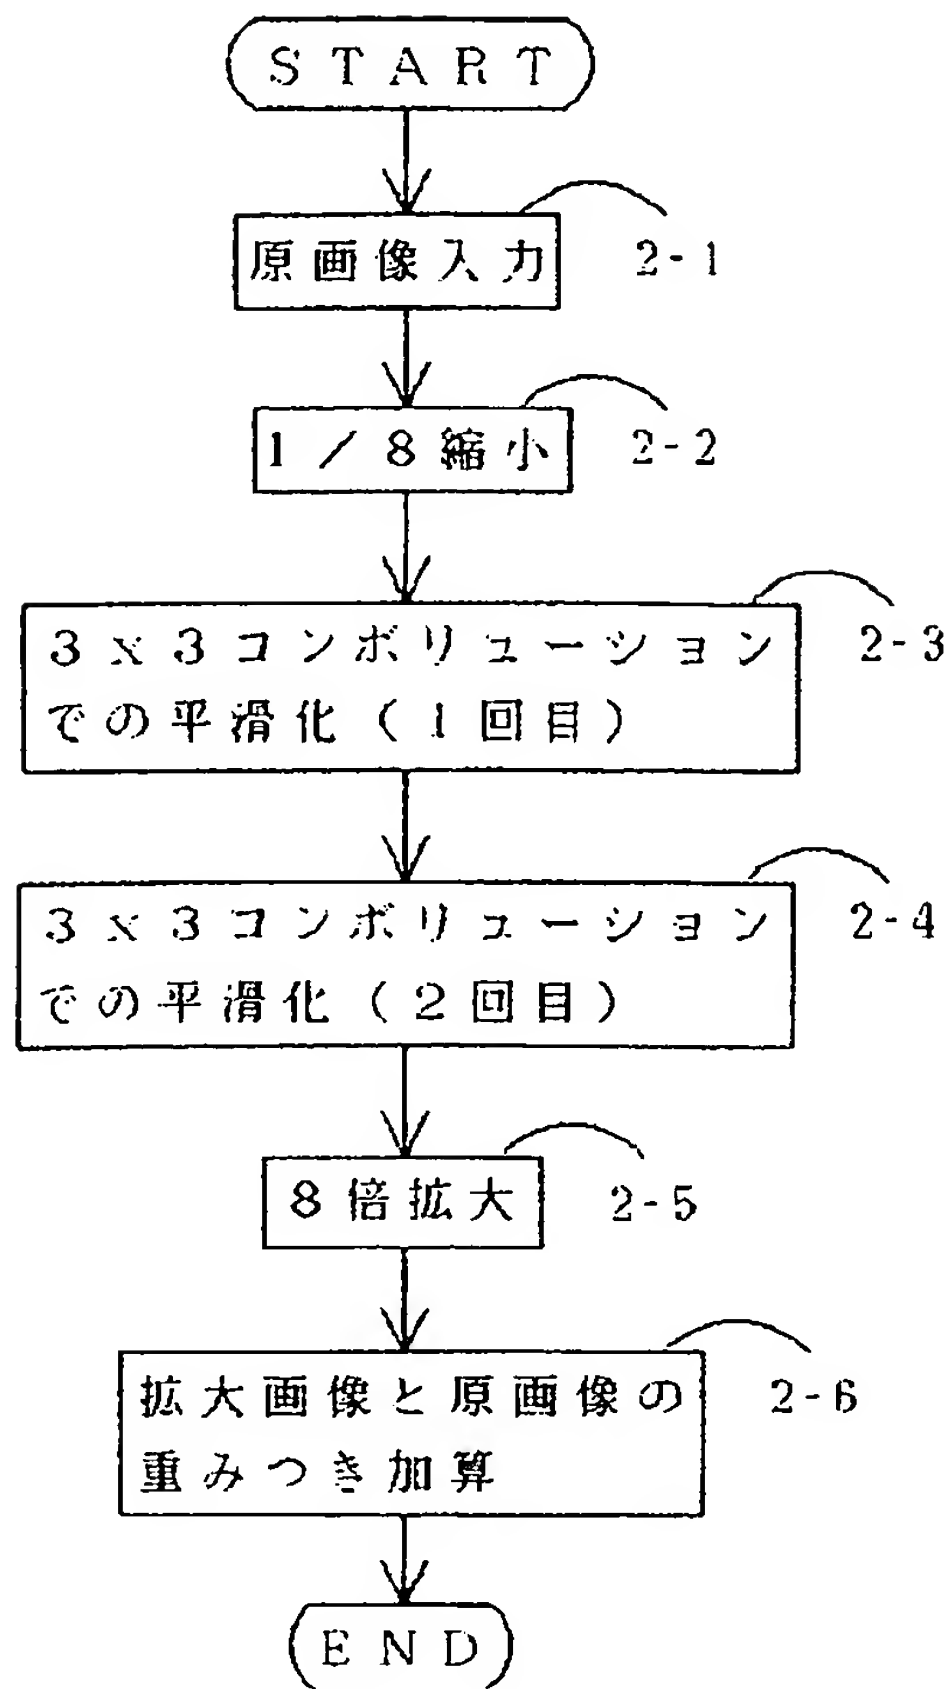 START
原画像入力
2-1
1／8縮小
2-2
3x3コンボリューション
での平滑化（1回目）
2-3
3x3コンボリューション
での平滑化（2回目）
2-4
8倍拡大
2-5
拡大画像と原画像の
重みつき加算
2-6
END